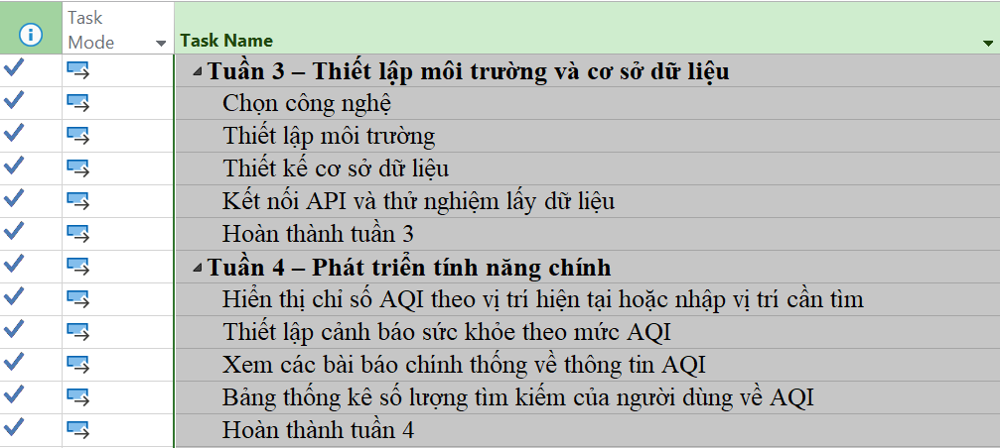 Task
Mode
Task Name
Tuần 3 – Thiết lập môi trường và cơ sở dữ liệu
Chọn công nghệ
Thiết lập môi trường
Thiết kế cơ sở dữ liệu
Kết nối API và thử nghiệm lấy dữ liệu
Hoàn thành tuần 3
Tuần 4 – Phát triển tính năng chính
Hiển thị chỉ số AQI theo vị trí hiện tại hoặc nhập vị trí cần tìm
Thiết lập cảnh báo sức khỏe theo mức AQI
Xem các bài báo chính thống về thông tin AQI
Bảng thống kê số lượng tìm kiếm của người dùng về AQI
Hoàn thành tuần 4